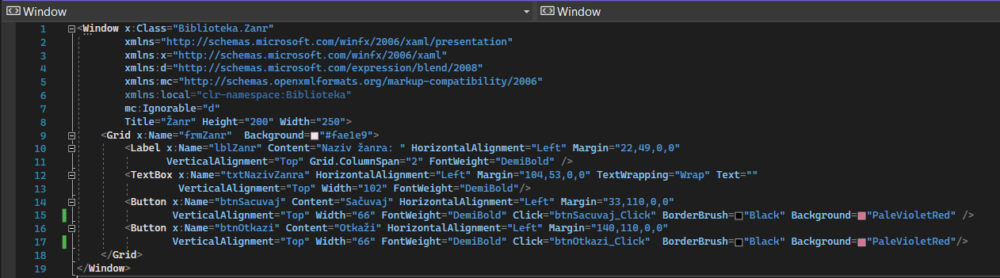 Window Window
1 <Window x:Class="Biblioteka.Zanr"
2 xmlns="http://schemas.microsoft.com/winfx/2006/xaml/presentation"
3 xmlns:x="http://schemas.microsoft.com/winfx/2006/xaml"
4 xmlns:d="http://schemas.microsoft.com/expression/blend/2008"
5 xmlns:mc="http://schemas.openxmlformats.org/markup-compatibility/2006"
6 xmlns:local="clr-namespace:Biblioteka"
7 mc:Ignorable="d"
8 Title="Žanr" Height="200" Width="250">
9 <Grid x:Name="frmZanr"  Background="#fae1e9">
10 <Label x:Name="lblZanr" Content="Naziv žanra: " HorizontalAlignment="Left" Margin="22,49,0,0"
11 VerticalAlignment="Top" Grid.ColumnSpan="2" FontWeight="DemiBold" />
12 <TextBox x:Name="txtNazivZanra" HorizontalAlignment="Left" Margin="104,53,0,0" TextWrapping="Wrap" Text=""
13 VerticalAlignment="Top" Width="102" FontWeight="DemiBold"/>
14 <Button x:Name="btnSacuvaj" Content="Sačuvaj" HorizontalAlignment="Left" Margin="33,110,0,0"
15 VerticalAlignment="Top" Width="66" FontWeight="DemiBold" Click="btnSacuvaj_Click" BorderBrush="Black" Background="PaleVioletRed" />
16 <Button x:Name="btnOtkazi" Content="Otkaži" HorizontalAlignment="Left" Margin="140,110,0,0"
17 VerticalAlignment="Top" Width="66" FontWeight="DemiBold" Click="btnOtkazi_Click"  BorderBrush="Black" Background="PaleVioletRed"/>
18 </Grid>
19 </Window>